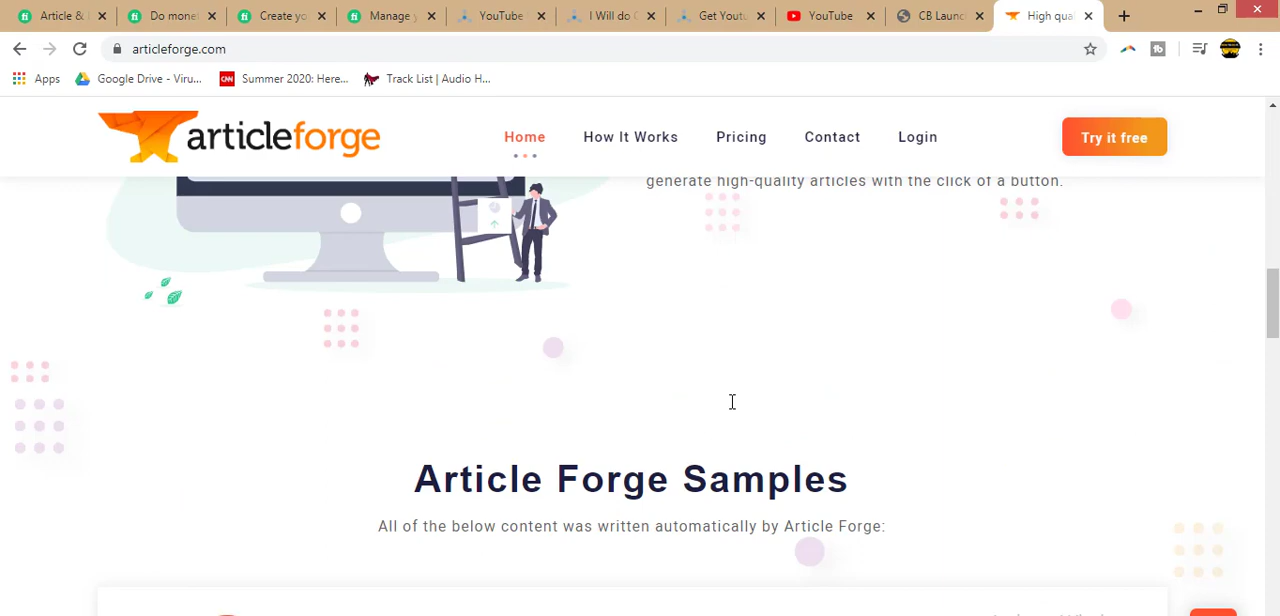 Article &
Do mone
Create yo
Manage y
YouTube
I Will do C
Get Youtu
YouTube
CB Launc
High qua
articleforge.com
Apps
Google Drive - Viru...
CNN
Summer 2020: Here...
Track List | Audio H...
articleforge
Home
How It Works
Pricing
Contact
Login
Try it free
generate high-quality articles with the click of a button.
Article Forge Samples
All of the below content was written automatically by Article Forge: